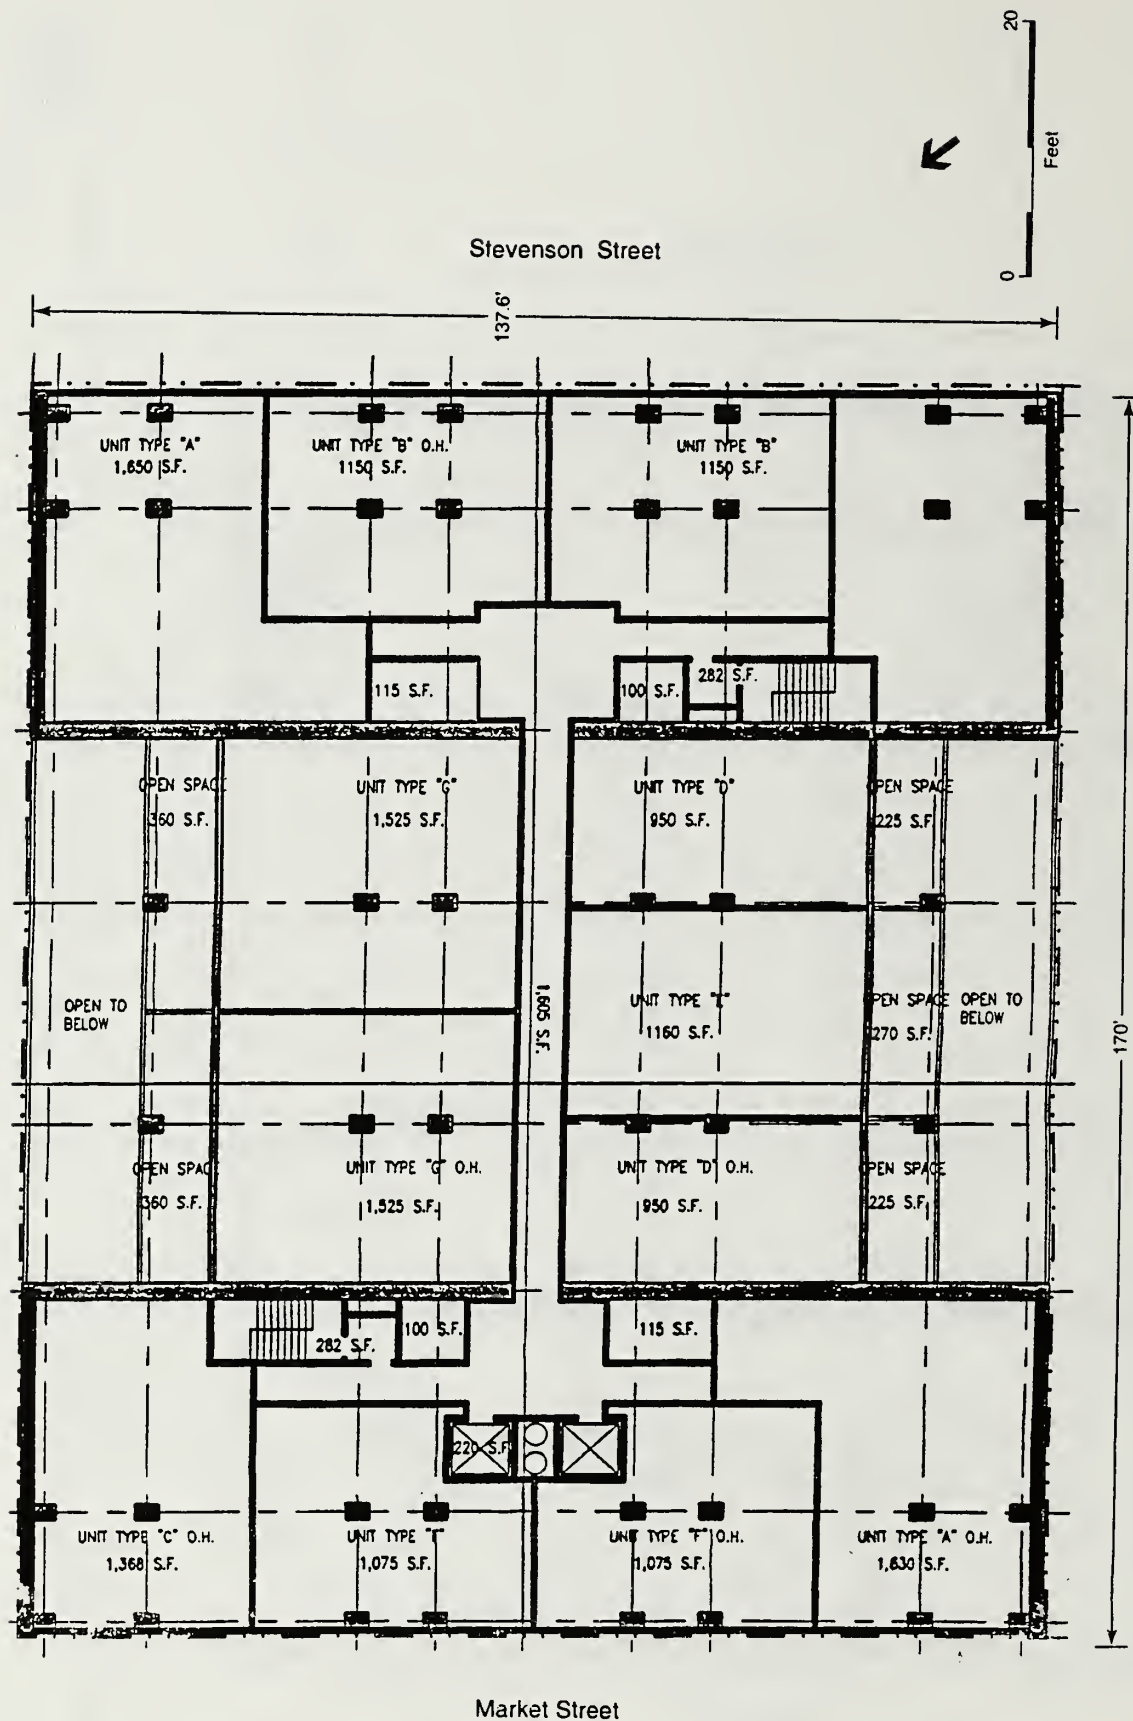 20
Feet
0
Stevenson Street
137.6'
UNIT TYPE "A"
1,650 S.F.
UNIT TYPE "B" O.H.
1150 S.F.
UNIT TYPE "B"
1150 S.F.
115 S.F.
100 S.F.
282 S.F.
OPEN SPACE
360 S.F.
UNIT TYPE "G"
1,525 S.F.
UNIT TYPE "D"
950 S.F.
OPEN SPACE
225 S.F.
OPEN TO
BELOW
1,605 S.F.
UNIT TYPE "E"
1160 S.F.
OPEN SPACE
270 S.F.
OPEN TO
BELOW
170'
OPEN SPACE
360 S.F.
UNIT TYPE "G" O.H.
1,525 S.F.
UNIT TYPE "D" O.H.
950 S.F.
OPEN SPACE
225 S.F.
282 S.F.
100 S.F.
115 S.F.
220 S.F.
UNIT TYPE "C" O.H.
1,368 S.F.
UNIT TYPE "F"
1,075 S.F.
UNIT TYPE "F" O.H.
1,075 S.F.
UNIT TYPE "A" O.H.
1,630 S.F.
Market Street